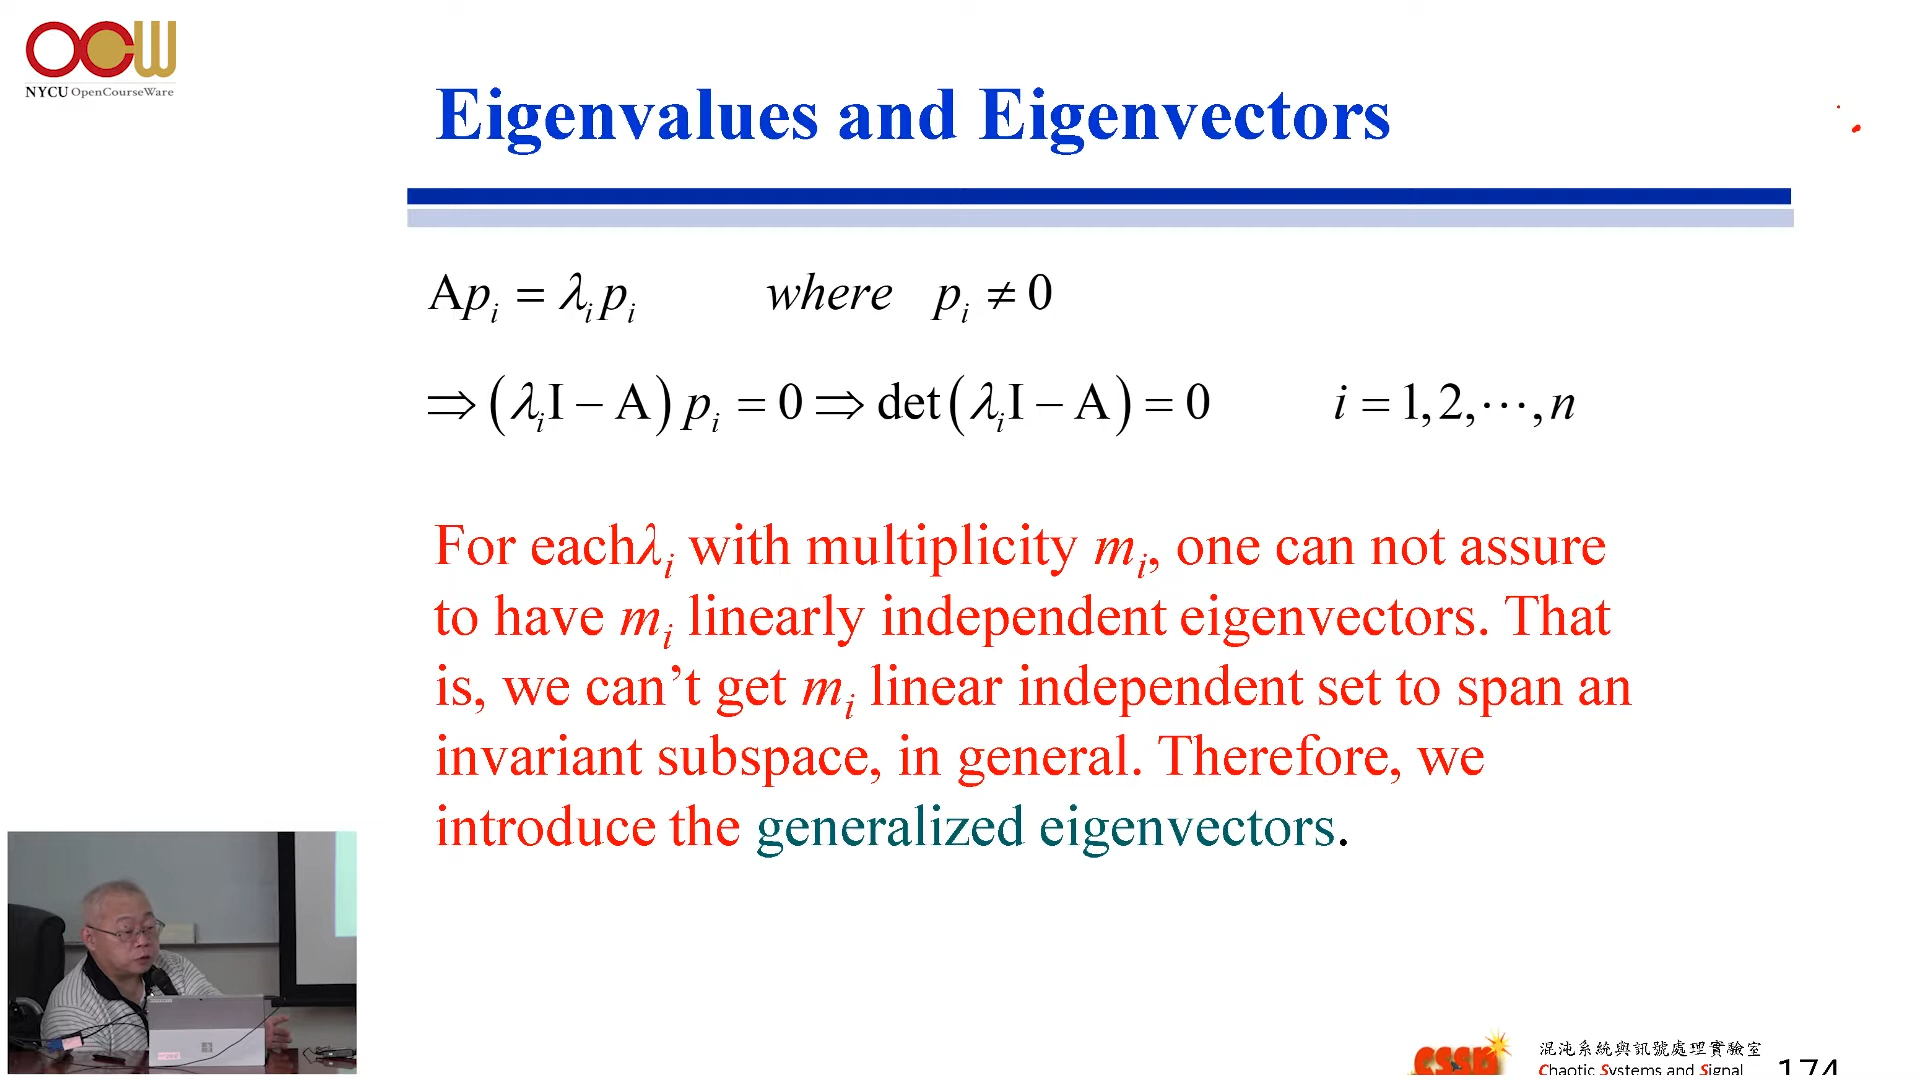 OCW
NYCU OpenCourseWare
Eigenvalues and Eigenvectors
Ap_i = λ_i p_i where p_i ≠ 0
⇒ (λ_i I − A) p_i = 0 ⇒ det(λ_i I − A) = 0 i = 1, 2, ⋯, n
For eachλ_i with multiplicity m_i, one can not assure
to have m_i linearly independent eigenvectors. That
is, we can’t get m_i linear independent set to span an
invariant subspace, in general. Therefore, we
introduce the generalized eigenvectors.
CSSP
混沌系統與訊號處理實驗室
Chaotic Systems and Signal
174